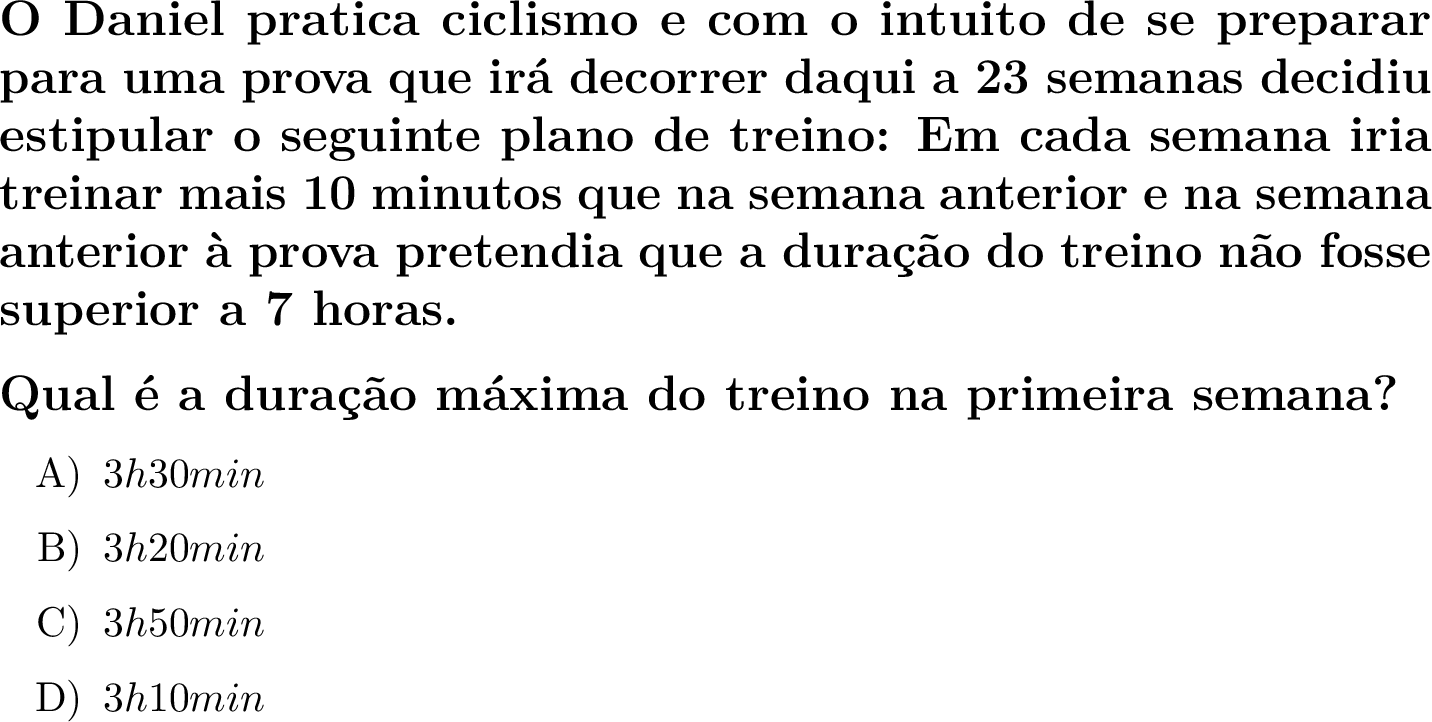 O Daniel pratica ciclismo e com o intuito de se preparar
para uma prova que irá decorrer daqui a 23 semanas decidiu
estipular o seguinte plano de treino: Em cada semana iria
treinar mais 10 minutos que na semana anterior e na semana
anterior à prova pretendia que a duração do treino não fosse
superior a 7 horas.
Qual é a duração máxima do treino na primeira semana?
A) 3h30min
B) 3h20min
C) 3h50min
D) 3h10min